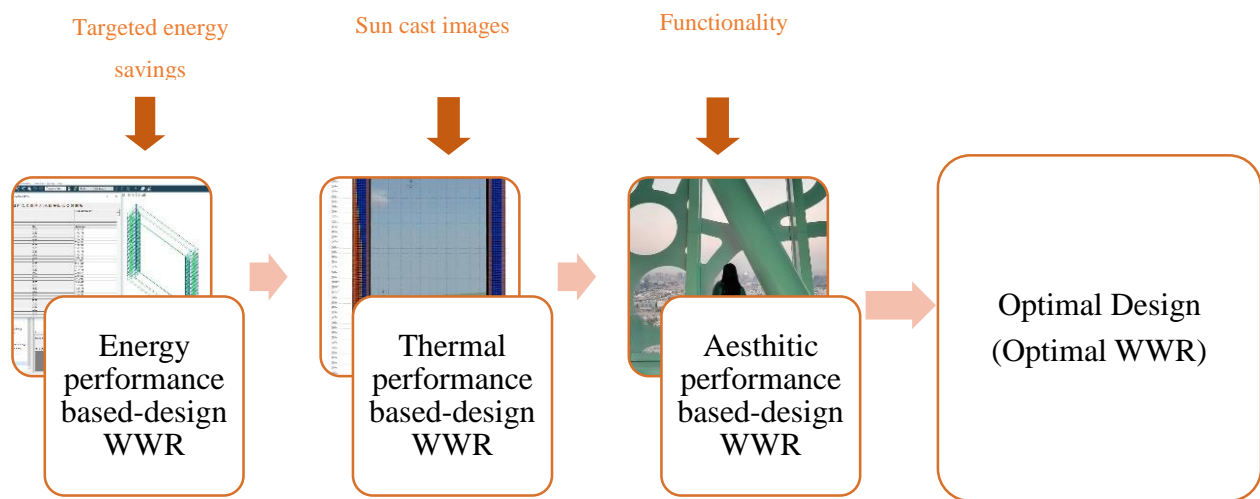 Targeted energy
savings
Sun cast images
Functionality
Energy
performance
based-design
WWR
Thermal
performance
based-design
WWR
Aesthitic
performance
based-design
WWR
Optimal Design
(Optimal WWR)